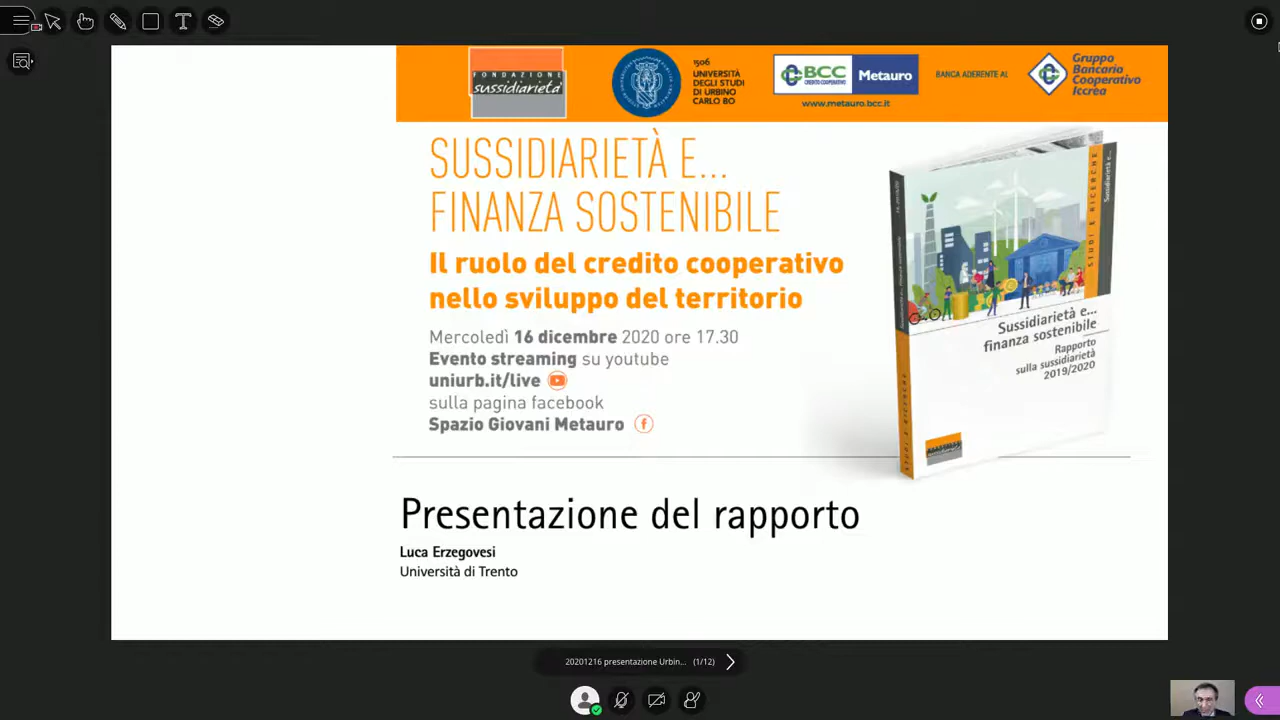 FONDAZIONE
sussidiarietà
1506
UNIVERSITÀ
DEGLI STUDI
DI URBINO
CARLO BO
BCC
CREDITO COOPERATIVO
Metauro
www.metauro.bcc.it
BANCA ADERENTE AL
Gruppo
Bancario
Cooperativo
Iccrea
SUSSIDIARIETÀ E...
FINANZA SOSTENIBILE
Il ruolo del credito cooperativo
nello sviluppo del territorio
Mercoledì 16 dicembre 2020 ore 17.30
Evento streaming su youtube
uniurb.it/live
sulla pagina facebook
Spazio Giovani Metauro
STUDI E RICERCHE
Sussidiarietà e...
Sussidiarietà e...
finanza sostenibile
Rapporto
sulla sussidiarietà
2019/2020
STUDI E RICERCHE
Presentazione del rapporto
Luca Erzegovesi
Università di Trento
20201216 presentazione Urbin... (1/12)